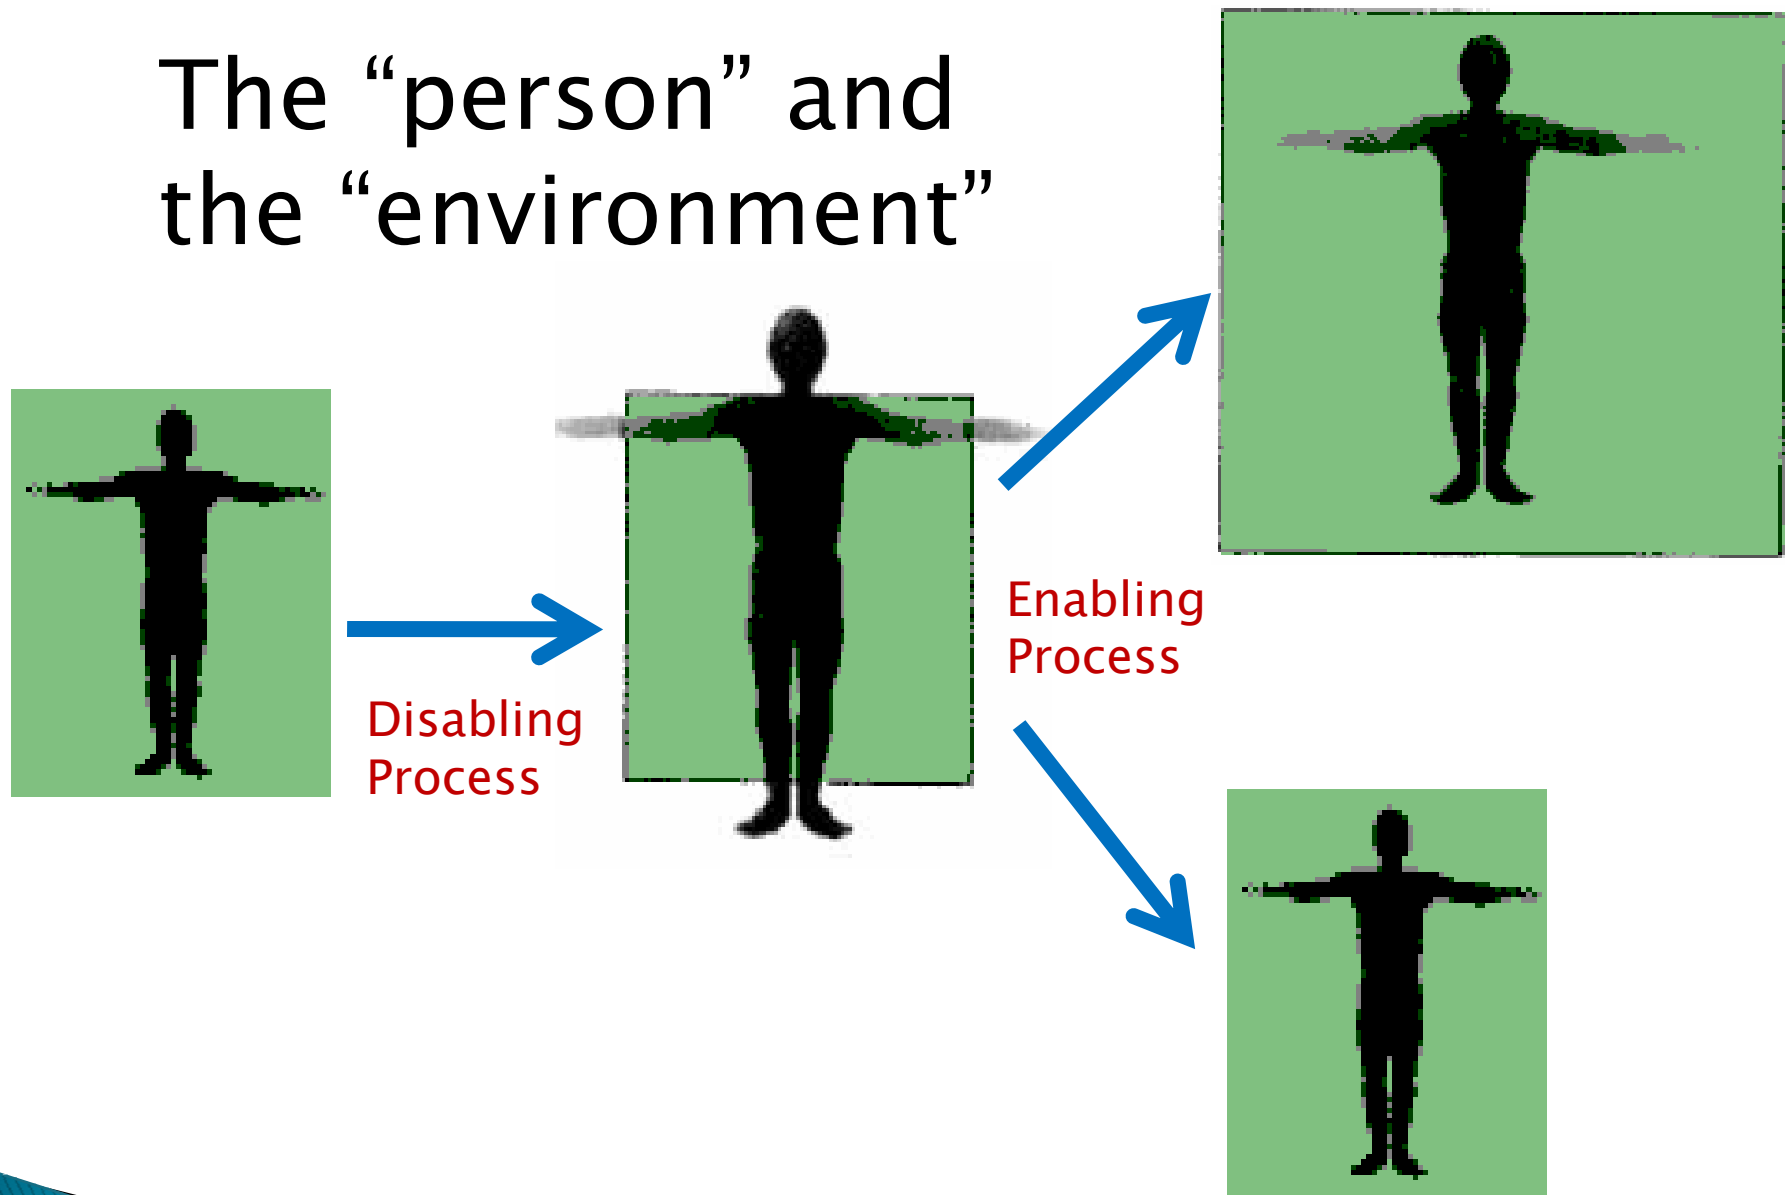 The “person” and
the “environment”
Disabling
Process
Enabling
Process